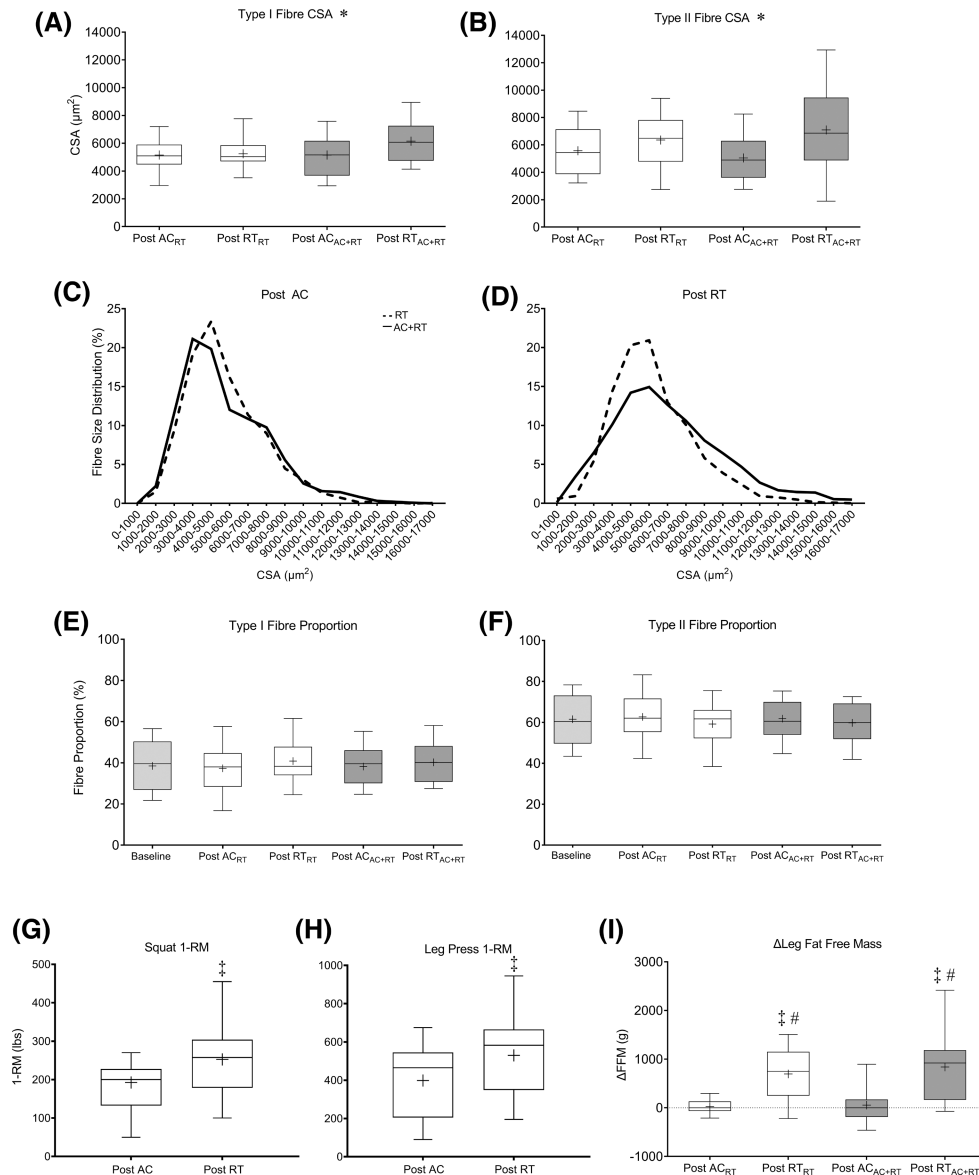 (A)
Type I Fibre CSA *
CSA (µm²)
14000
12000
10000
8000
6000
4000
2000
0
Post AC_RT
Post RT_RT
Post AC_AC+RT
Post RT_AC+RT
(B)
Type II Fibre CSA *
14000
12000
10000
8000
6000
4000
2000
0
Post AC_RT
Post RT_RT
Post AC_AC+RT
Post RT_AC+RT
(C)
Post AC
RT
AC+RT
Fibre Size Distribution (%)
25
20
15
10
5
0
0-1000
1000-2000
2000-3000
3000-4000
4000-5000
5000-6000
6000-7000
7000-8000
8000-9000
9000-10000
10000-11000
11000-12000
12000-13000
13000-14000
14000-15000
15000-16000
16000-17000
CSA (µm²)
(D)
Post RT
25
20
15
10
5
0
0-1000
1000-2000
2000-3000
3000-4000
4000-5000
5000-6000
6000-7000
7000-8000
8000-9000
9000-10000
10000-11000
11000-12000
12000-13000
13000-14000
14000-15000
15000-16000
16000-17000
CSA (µm²)
(E)
Type I Fibre Proportion
Fibre Proportion (%)
100
80
60
40
20
0
Baseline
Post AC_RT
Post RT_RT
Post AC_AC+RT
Post RT_AC+RT
(F)
Type II Fibre Proportion
100
80
60
40
20
0
Baseline
Post AC_RT
Post RT_RT
Post AC_AC+RT
Post RT_AC+RT
(G)
Squat 1-RM
‡
1-RM (lbs)
500
400
300
200
100
0
Post AC
Post RT
(H)
Leg Press 1-RM
‡
1000
800
600
400
200
0
Post AC
Post RT
(I)
ΔLeg Fat Free Mass
‡ #
‡ #
ΔFFM (g)
3000
2000
1000
0
-1000
Post AC_RT
Post RT_RT
Post AC_AC+RT
Post RT_AC+RT